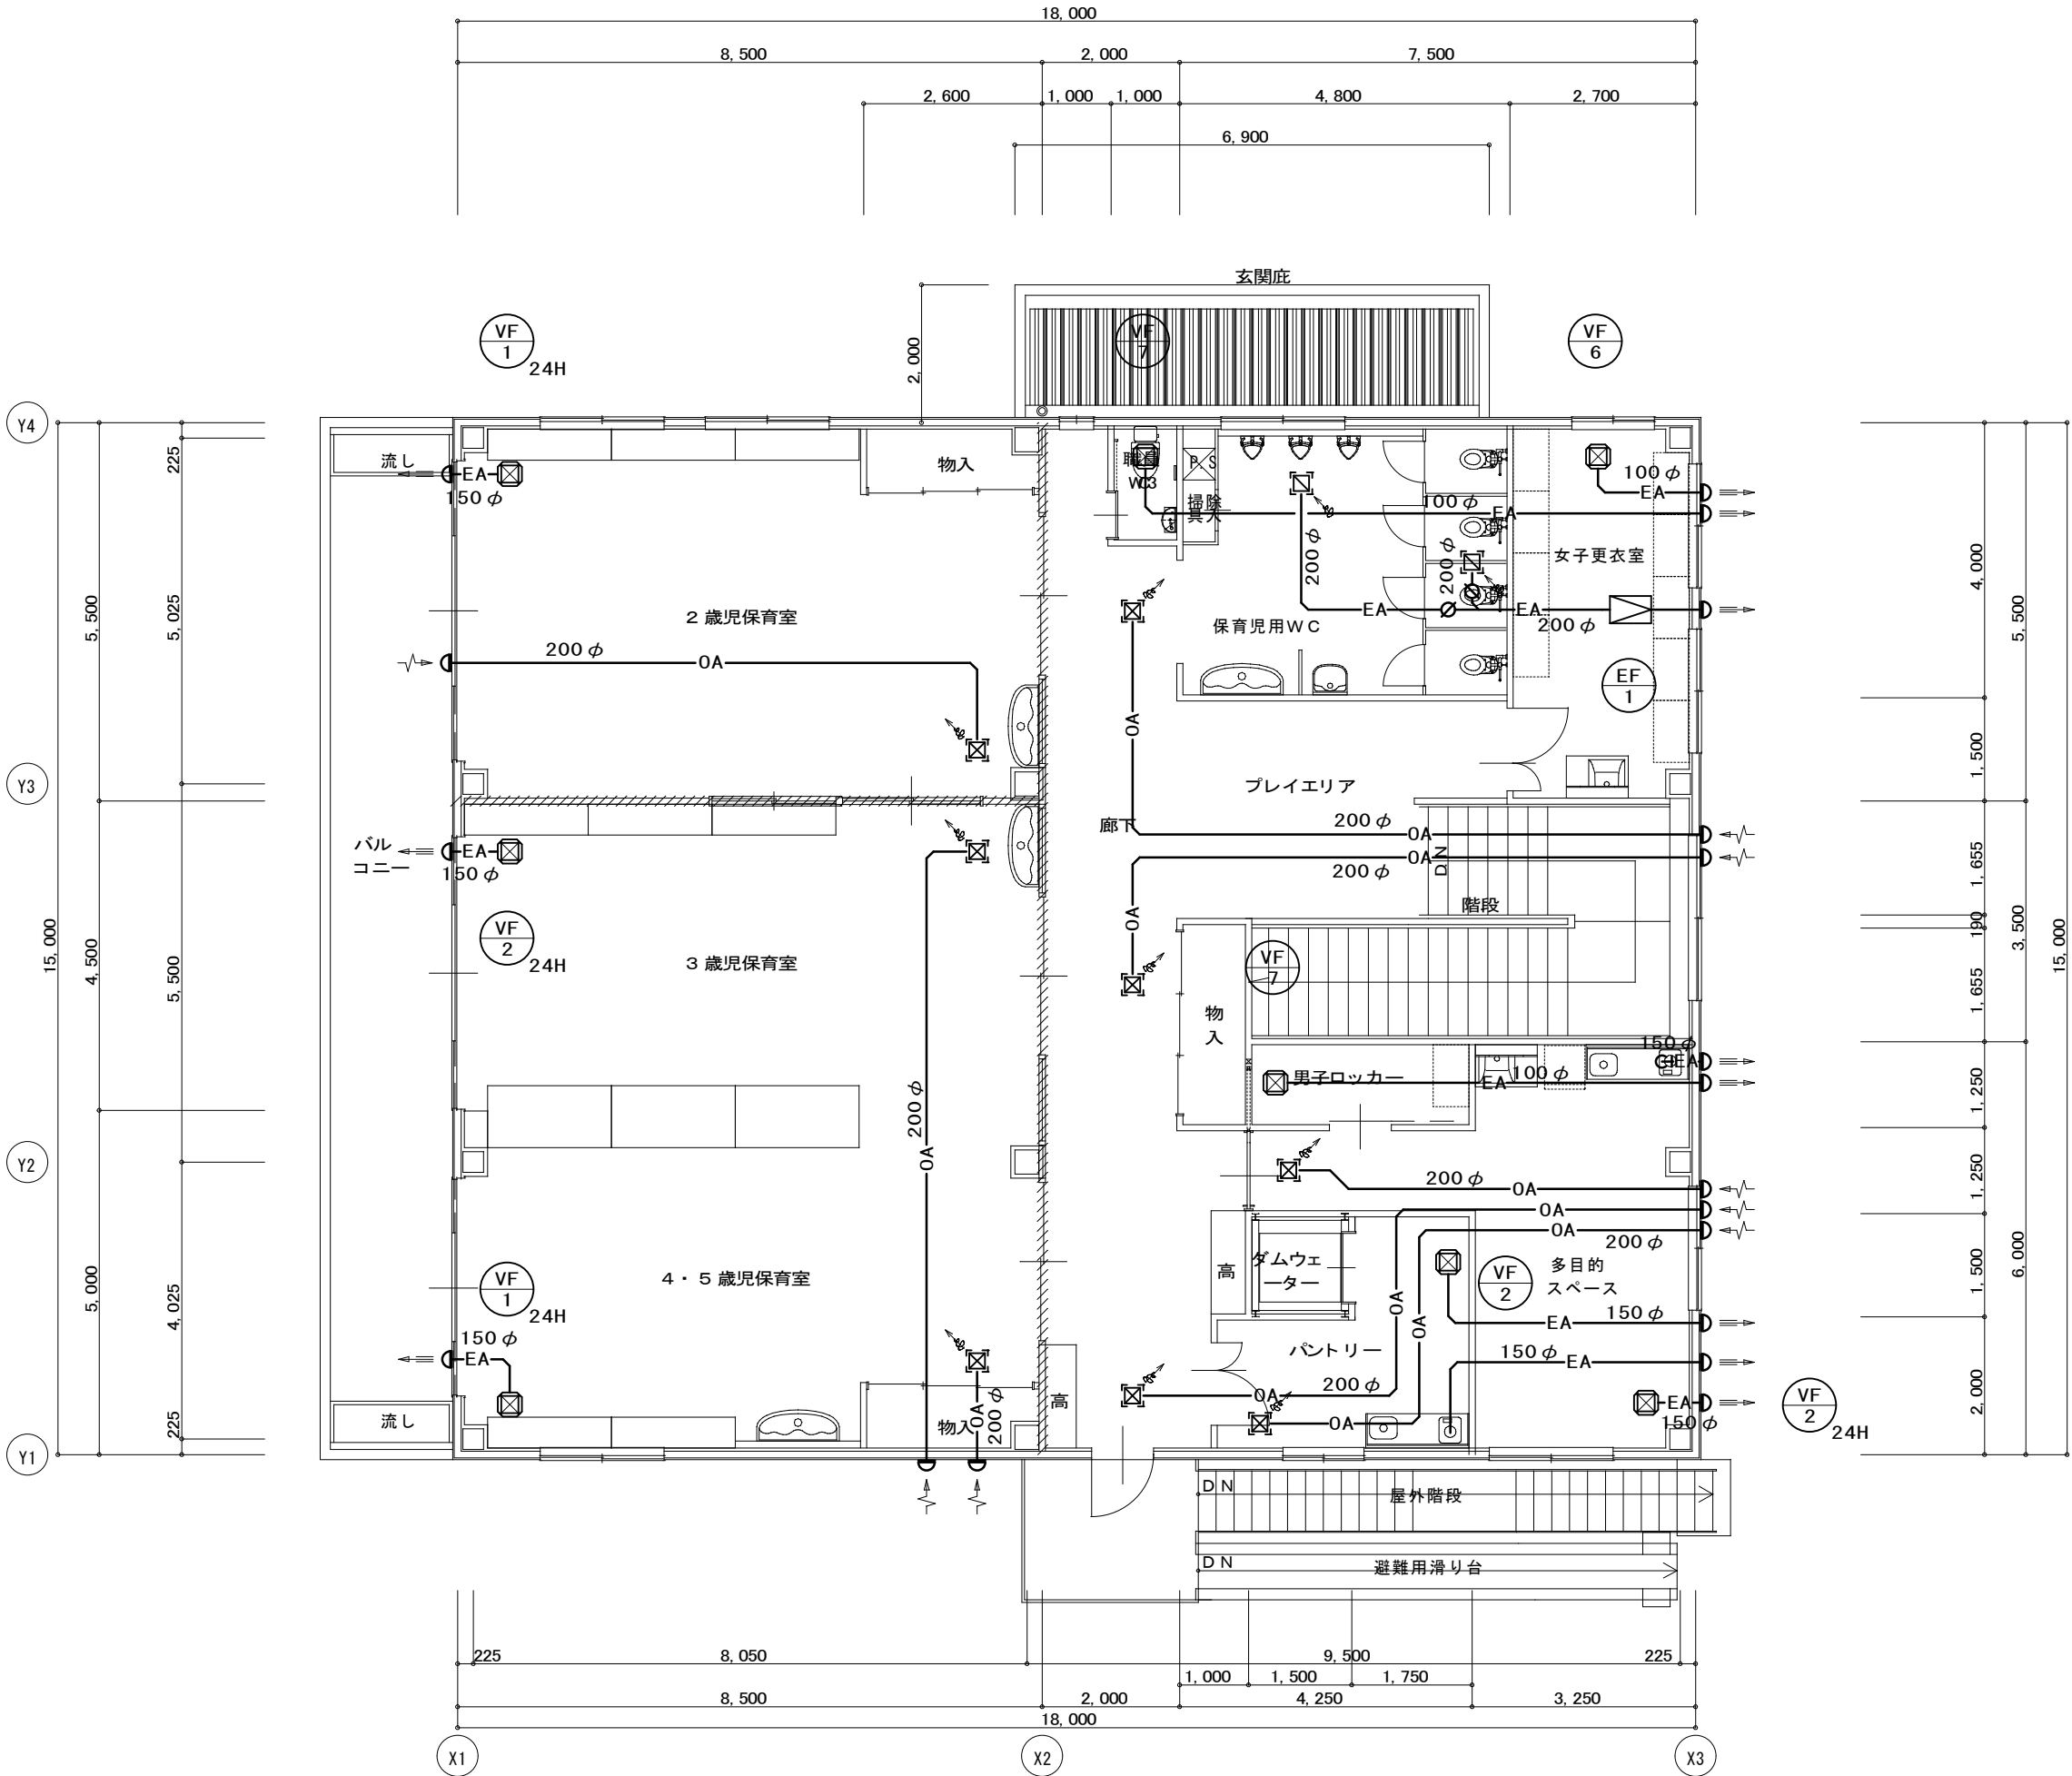 18,000
8,500
2,000
7,500
2,600
1,000
1,000
4,800
2,700
6,900
玄関庇
2,000
VF
1
24H
VF
7
VF
6
Y4
Y3
Y2
Y1
15,000
5,500
4,500
5,000
225
5,025
5,500
4,025
225
流し
EA
150φ
物入
職員
WC3
PS
掃除
具入
100φ
EA
100φ
EA
200φ
200φ
女子更衣室
EA
EA
200φ
保育児用WC
2歳児保育室
200φ
OA
OA
EF
1
プレイエリア
廊下
200φ
OA
OA
200φ
DN
階段
OA
バル
コニー
EA
150φ
VF
2
24H
3歳児保育室
VF
7
物
入
150φ
EA
男子ロッカー
EA
100φ
200φ
OA
200φ
OA
OA
OA
200φ
ダムウェ
ーター
高
VF
2
多目的
スペース
OA
OA
EA
150φ
4・5歳児保育室
VF
1
24H
150φ
EA
パントリー
150φ
EA
200φ
OA
OA
EA
150φ
VF
2
24H
高
OA
200φ
物入
流し
DN
屋外階段
DN
避難用滑り台
4,000
1,500
1,655
190
1,655
1,250
1,250
1,500
2,000
5,500
3,500
6,000
15,000
225
8,050
9,500
225
1,000
1,500
1,750
8,500
2,000
4,250
3,250
18,000
X1
X2
X3